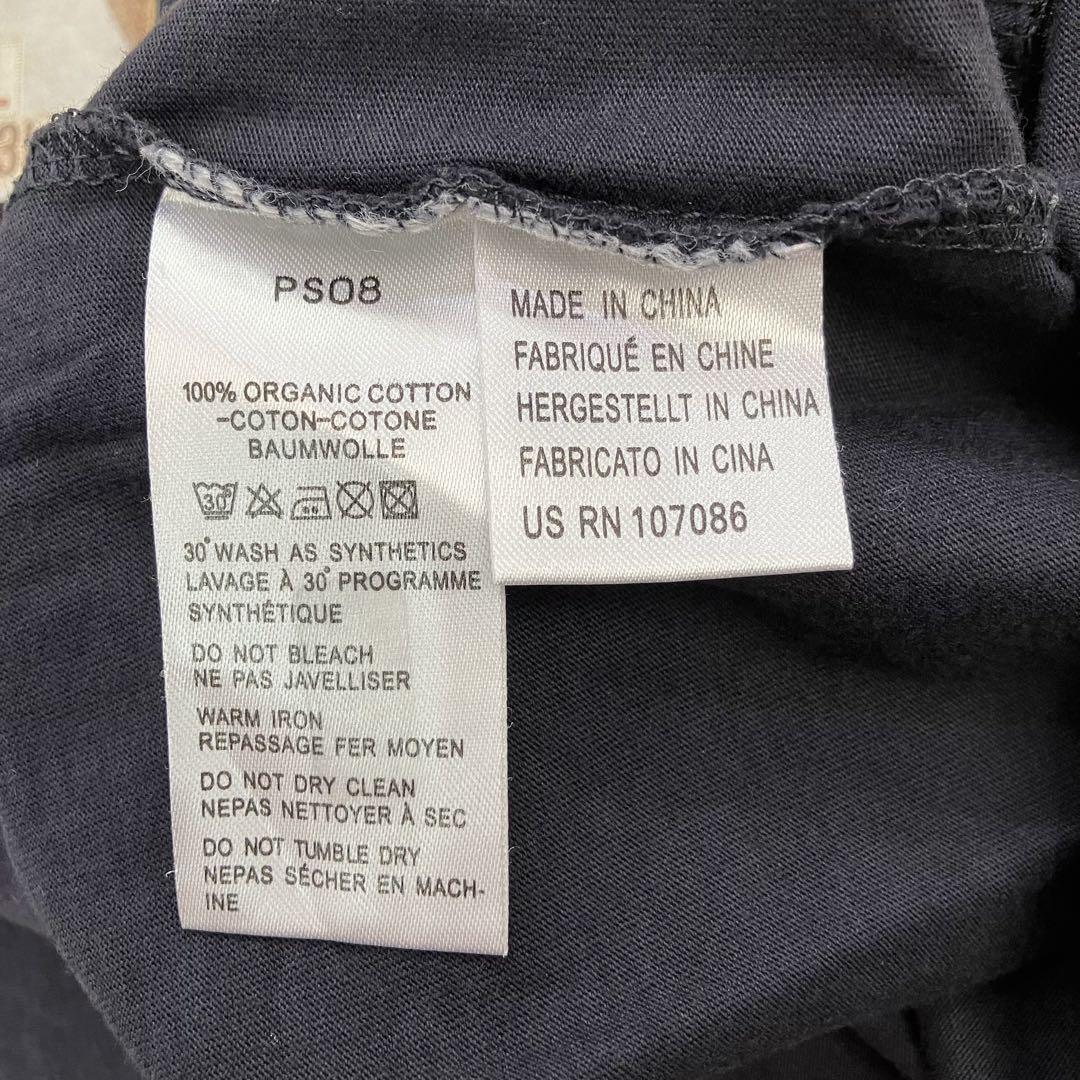 PS08
100% ORGANIC COTTON
-COTON-COTONE
BAUMWOLLE
30°
30° WASH AS SYNTHETICS
LAVAGE À 30° PROGRAMME
SYNTHÉTIQUE
DO NOT BLEACH
NE PAS JAVELLISER
WARM IRON
REPASSAGE FER MOYEN
DO NOT DRY CLEAN
NEPAS NETTOYER À SEC
DO NOT TUMBLE DRY
NEPAS SÉCHER EN MACH-
INE
MADE IN CHINA
FABRIQUÉ EN CHINE
HERGESTELLT IN CHINA
FABRICATO IN CINA
US RN 107086